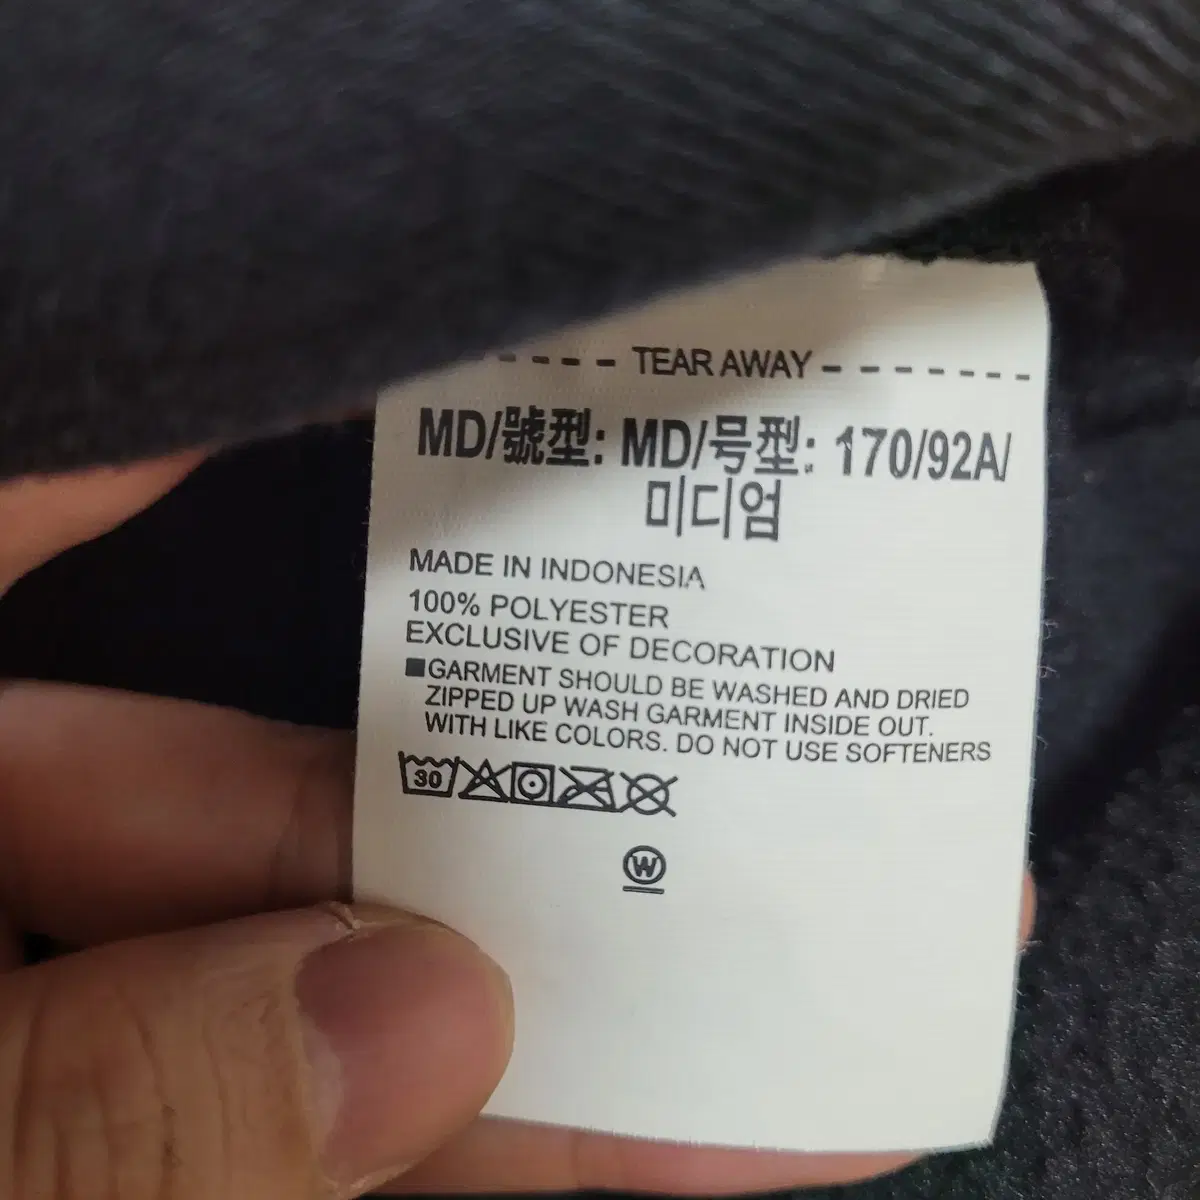 TEAR AWAY
MD/號型: MD/号型: 170/92A/
미디엄
MADE IN INDONESIA
100% POLYESTER
EXCLUSIVE OF DECORATION
■GARMENT SHOULD BE WASHED AND DRIED
ZIPPED UP WASH GARMENT INSIDE OUT.
WITH LIKE COLORS. DO NOT USE SOFTENERS
30
W